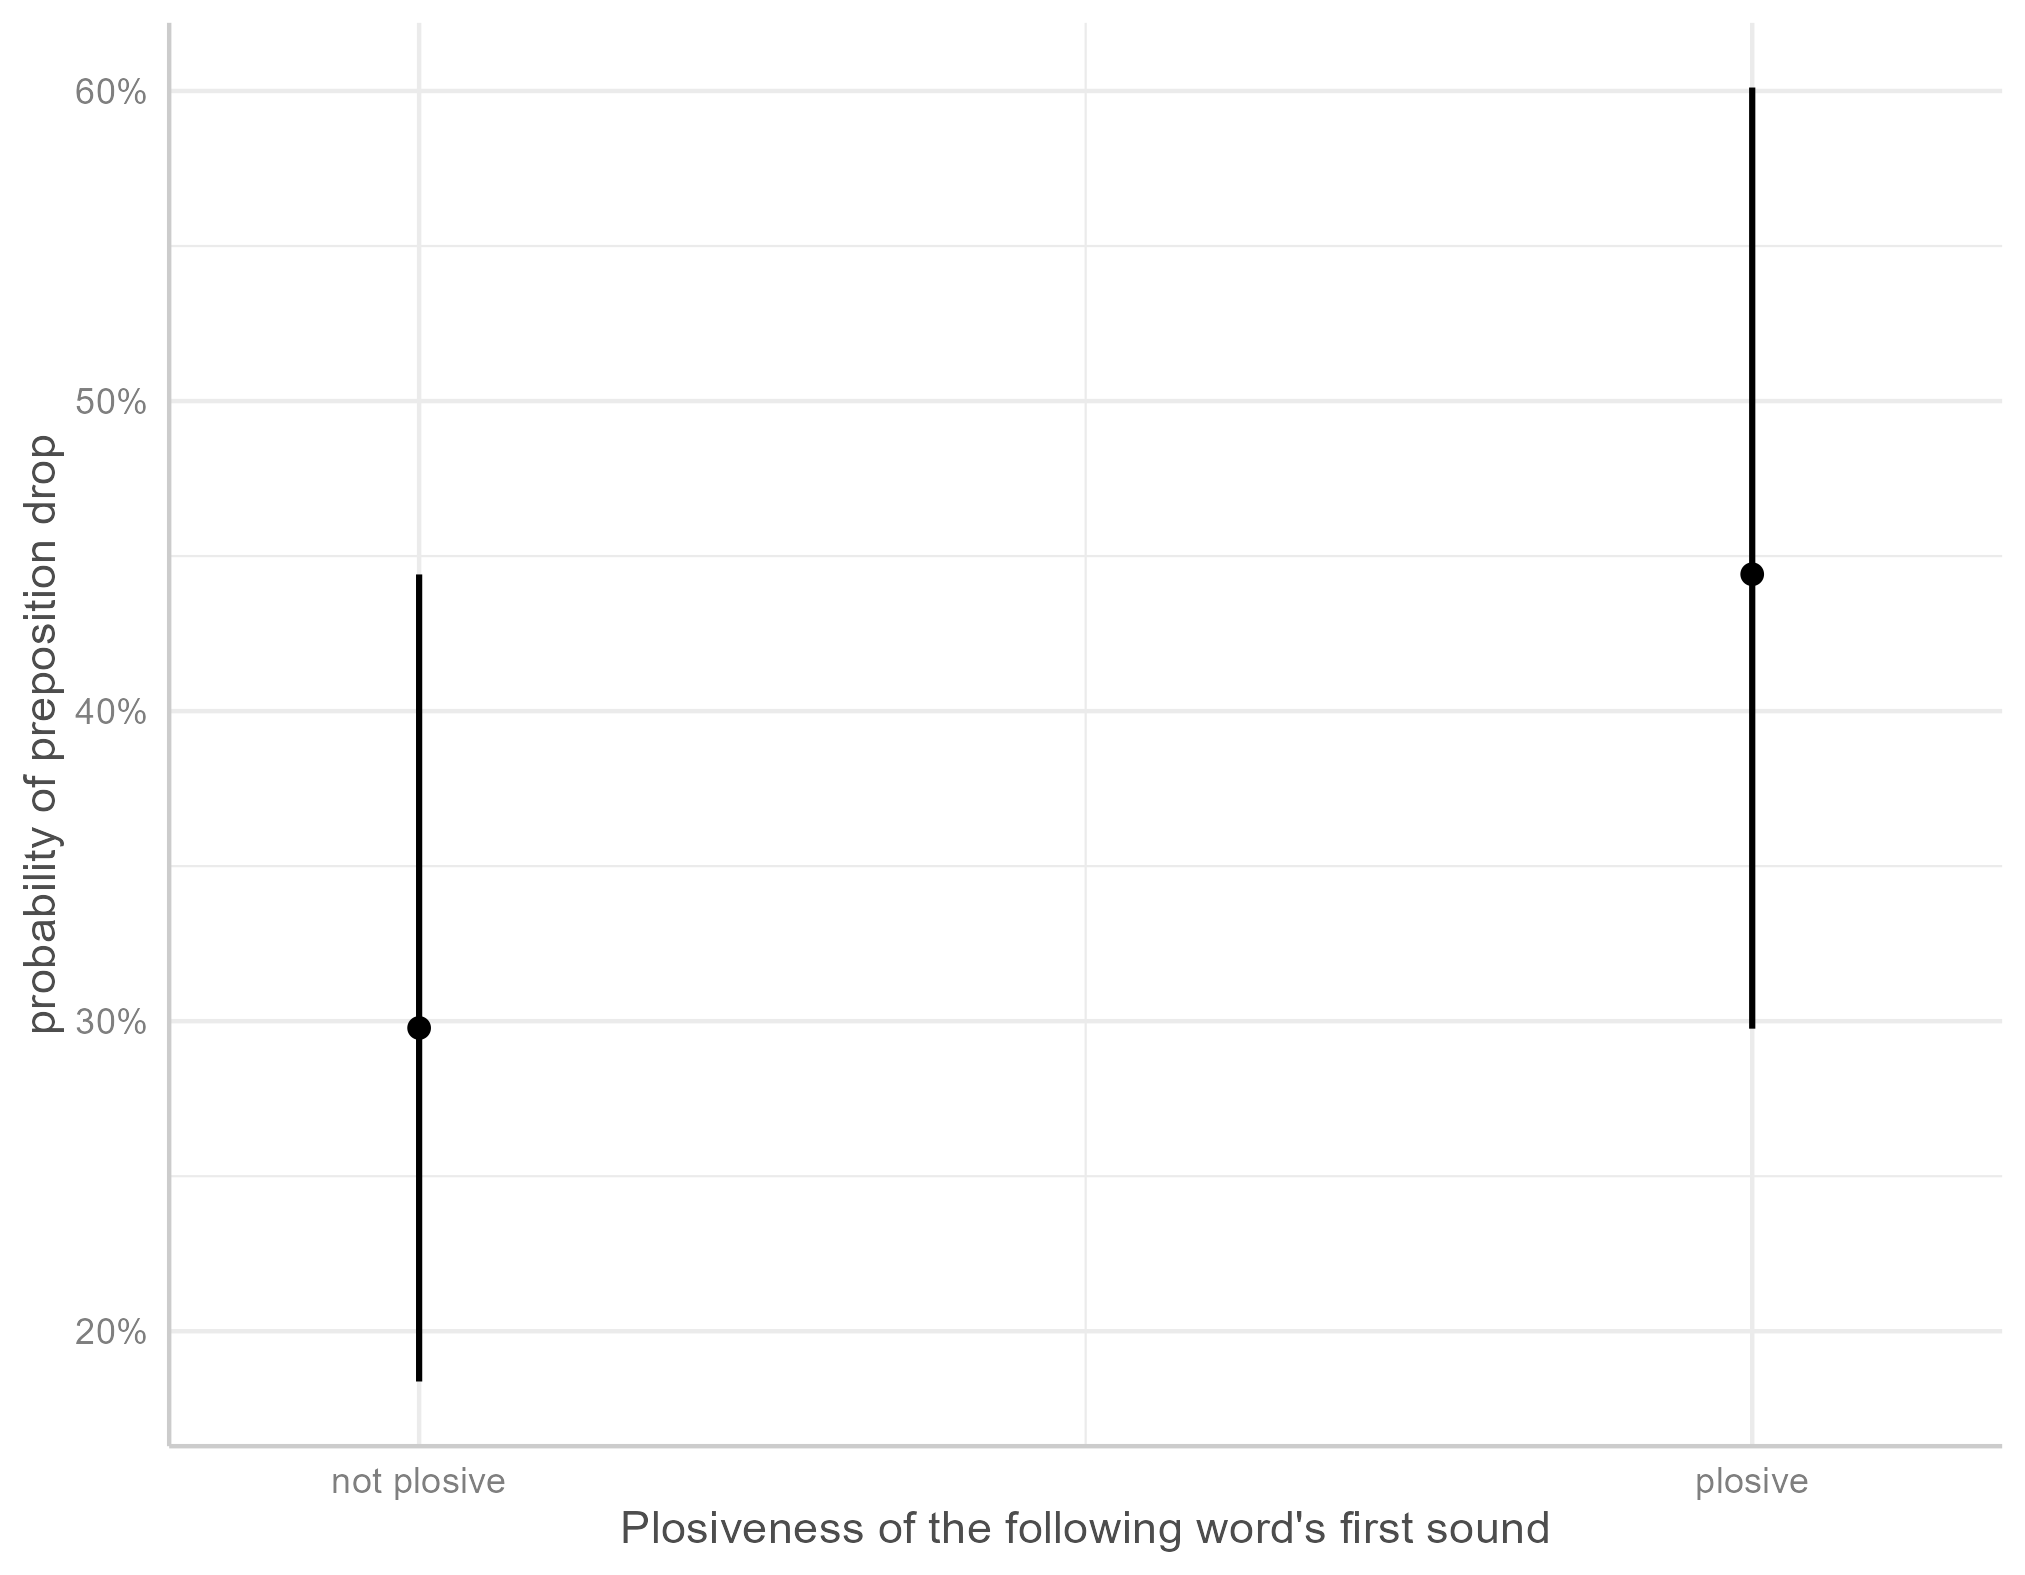 probability of preposition drop
60%
50%
40%
30%
20%
not plosive
plosive
Plosiveness of the following word's first sound